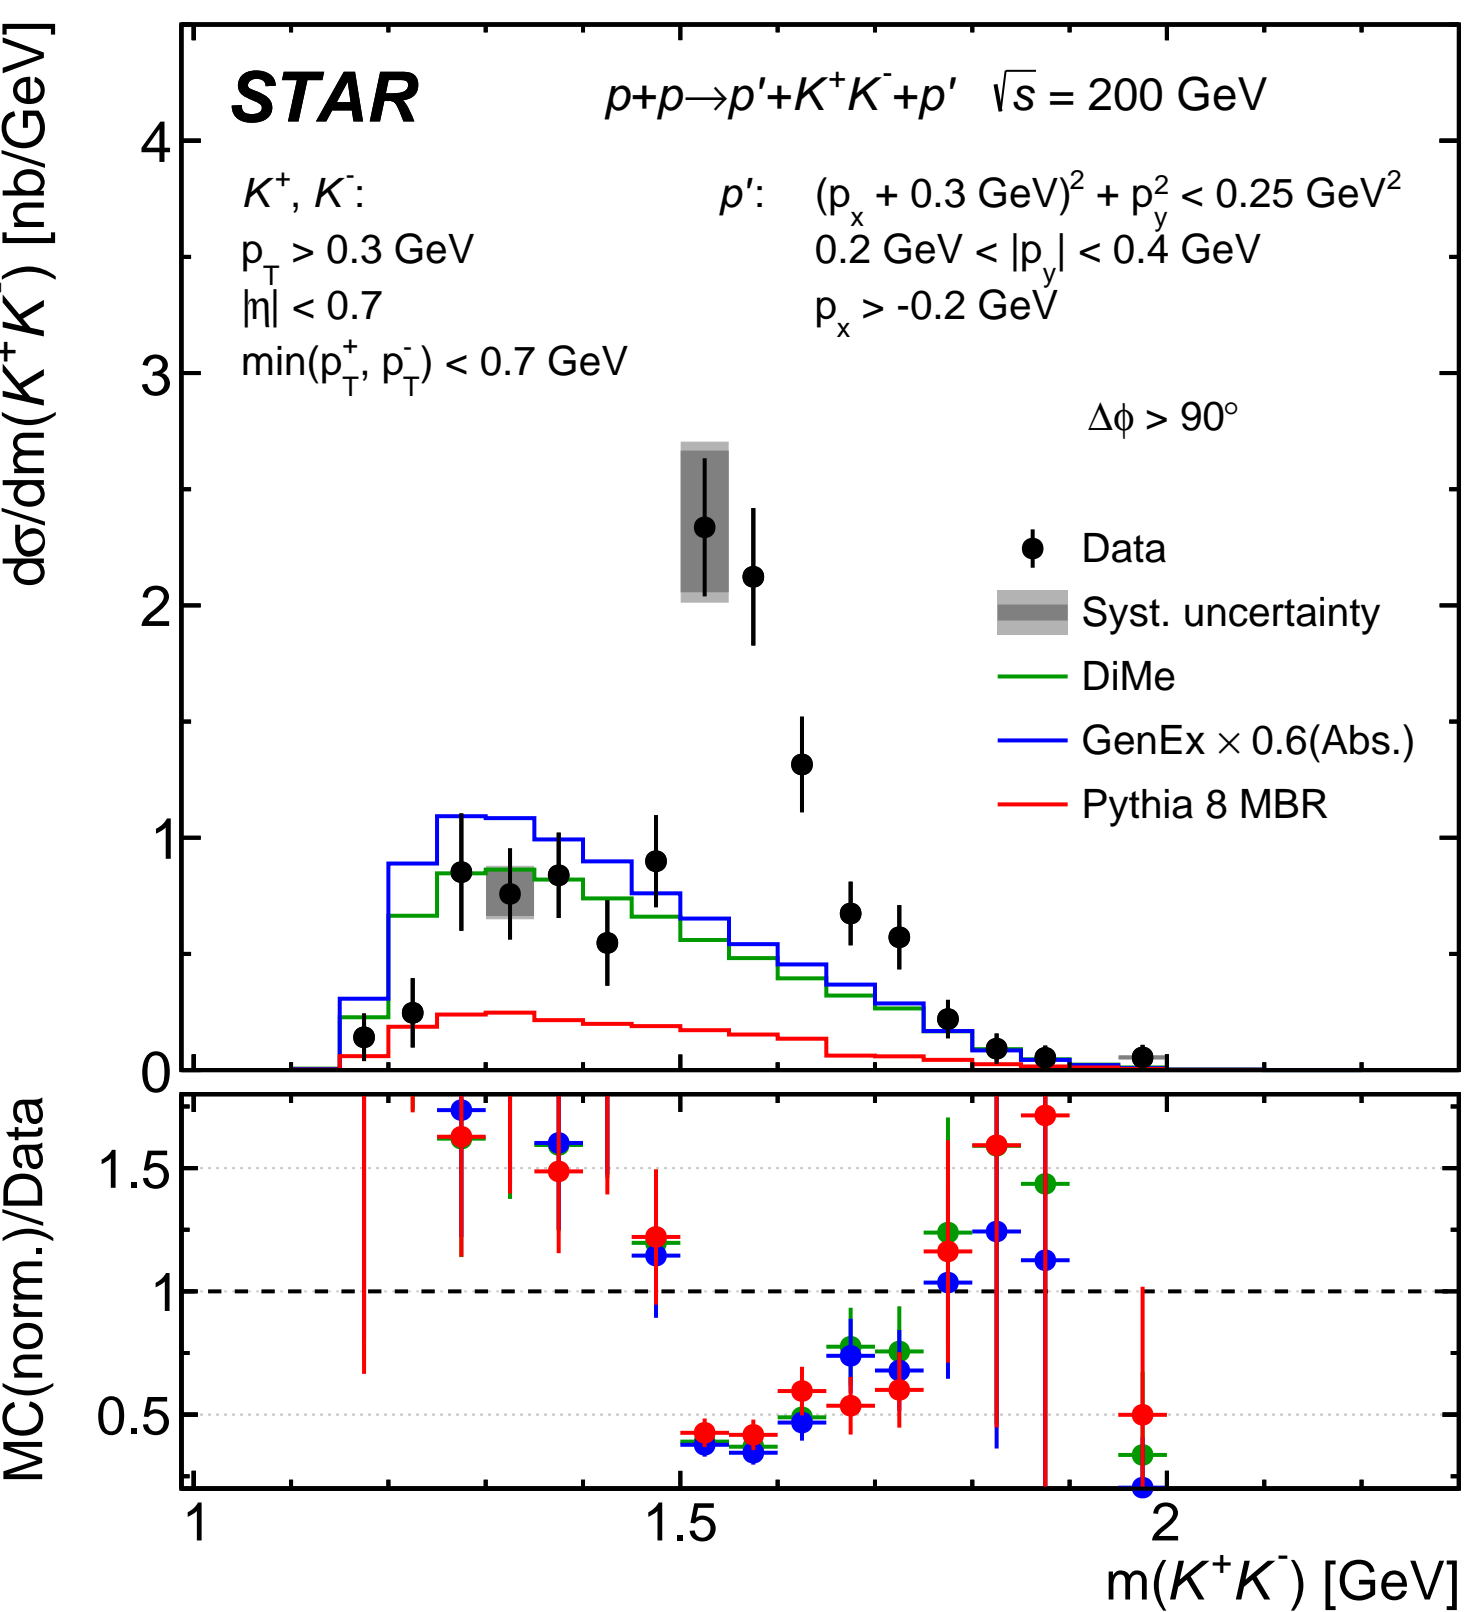 STAR p+p→p′+K⁺K⁻+p′ √s = 200 GeV
K⁺, K⁻: p′: (pₓ + 0.3 GeV)² + p_y² < 0.25 GeV²
p_T > 0.3 GeV 0.2 GeV < |p_y| < 0.4 GeV
|η| < 0.7 pₓ > -0.2 GeV
min(p_T⁺, p_T⁻) < 0.7 GeV
Δϕ > 90°
Data
Syst. uncertainty
DiMe
GenEx × 0.6(Abs.)
Pythia 8 MBR
dσ/dm(K⁺K⁻) [nb/GeV]
4
3
2
1
0
MC(norm.)/Data
1.5
1
0.5
1 1.5 2
m(K⁺K⁻) [GeV]